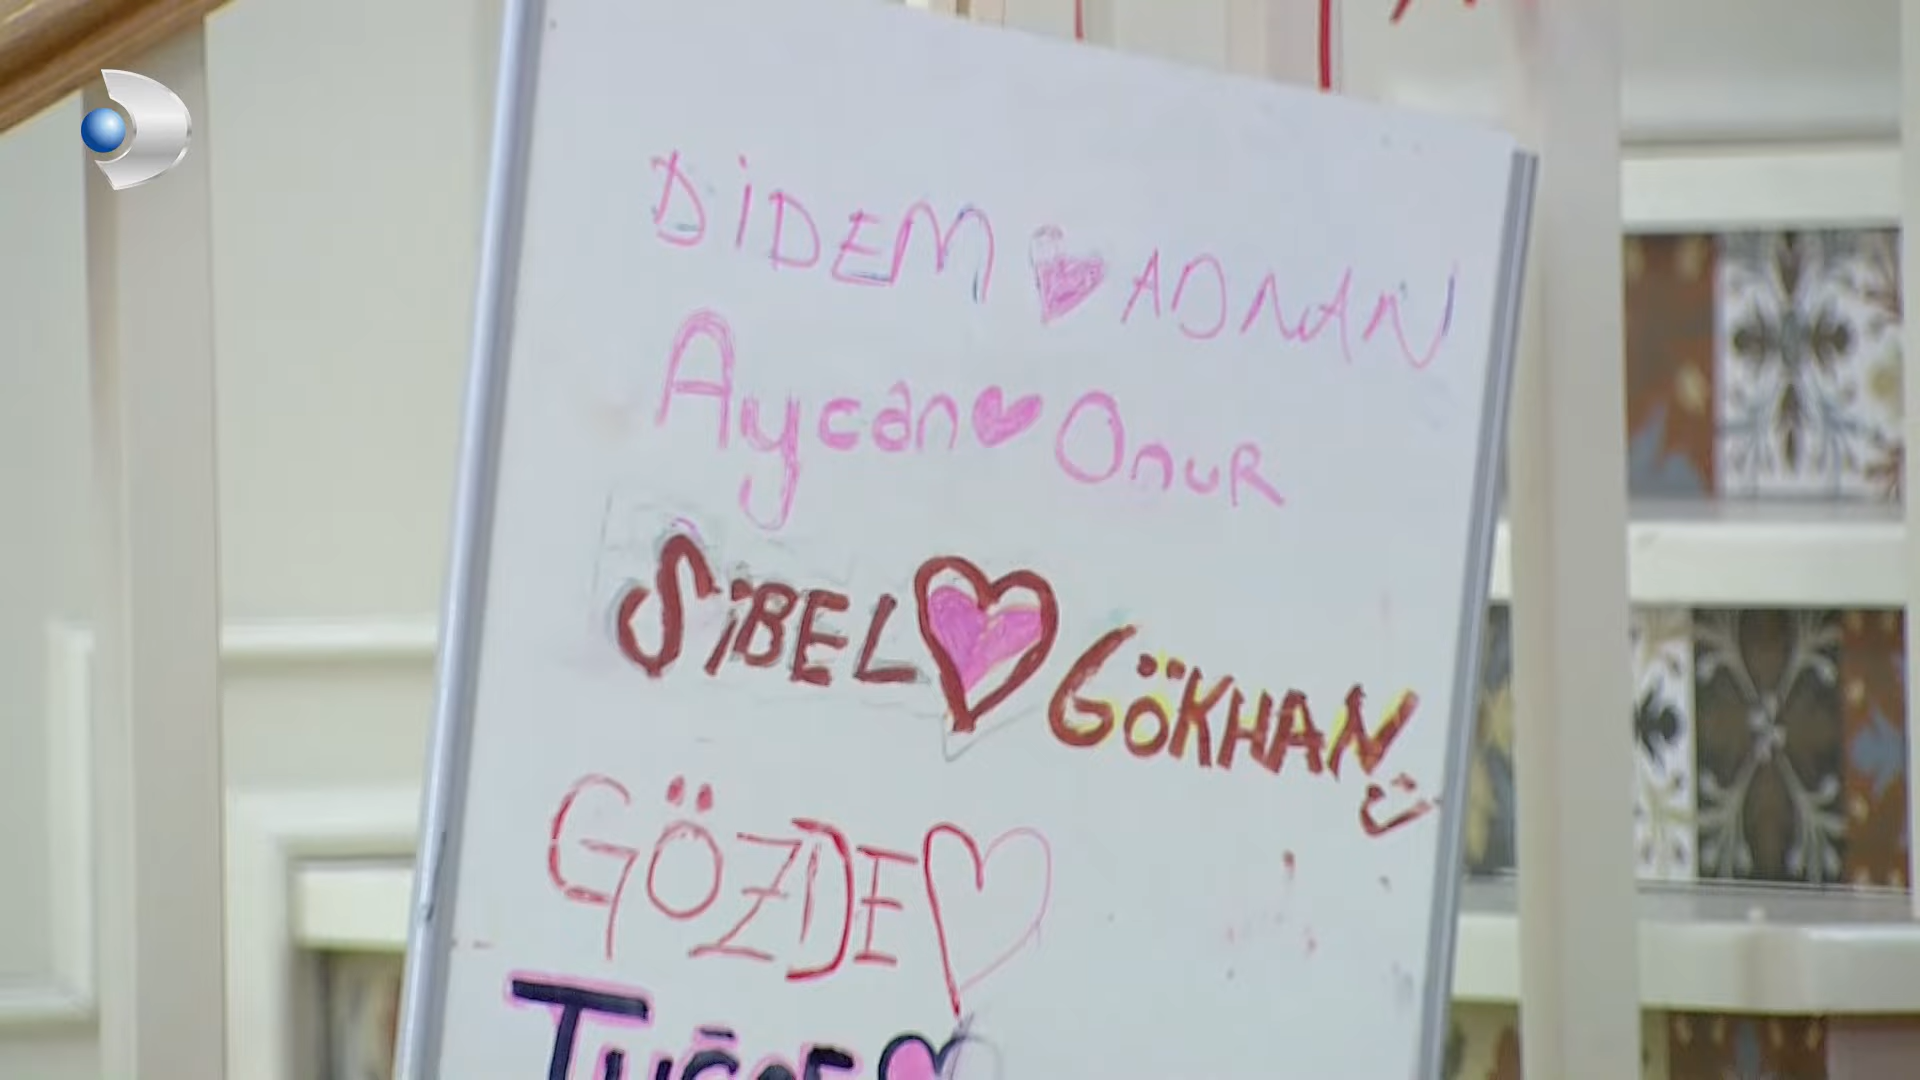 DİDEM ♥ ADNAN
Aycan ♥ Onur
SİBEL ♥ GÖKHAN
GÖZDE ♡